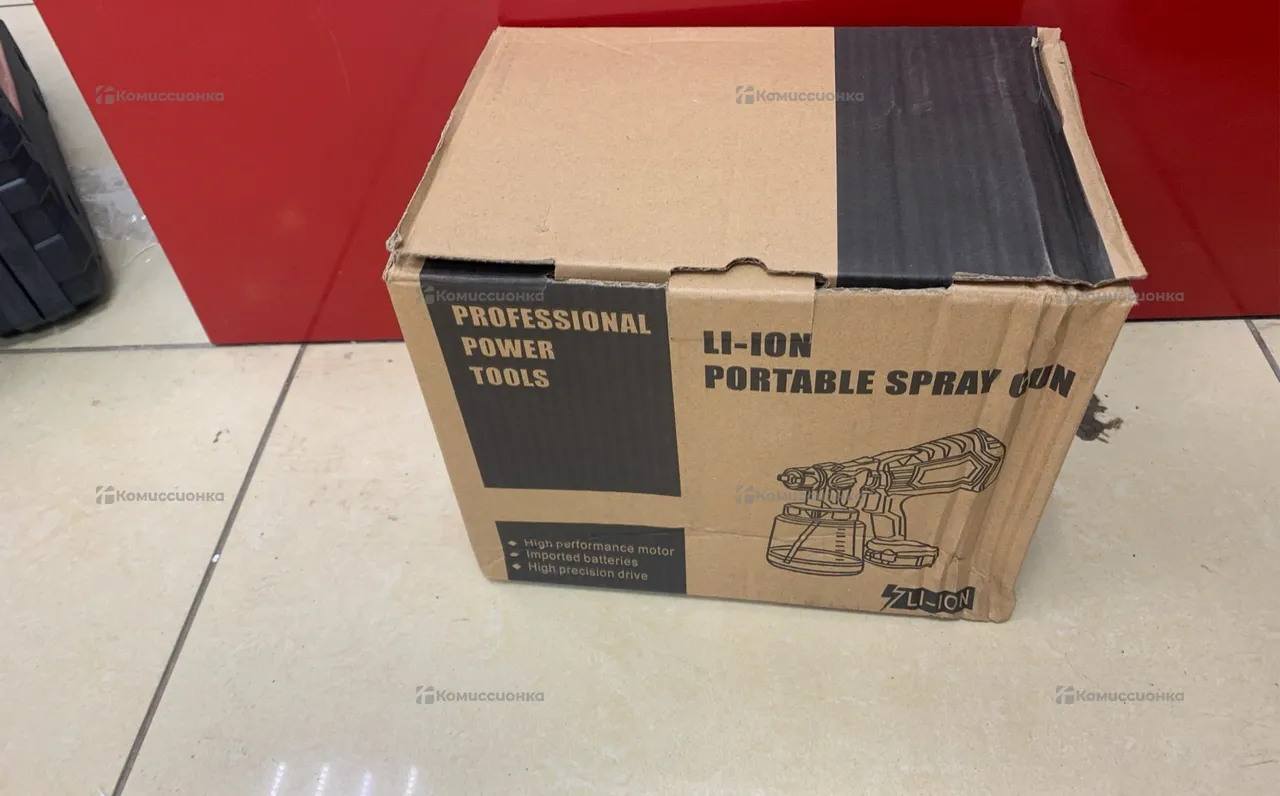 Комиссионка
Комиссионка
Комиссионка
Комиссионка
PROFESSIONAL
POWER
TOOLS
LI-ION
PORTABLE SPRAY GUN
Комиссионка
Комиссионка
High performance motor
Imported batteries
High precision drive
LI-ION
Комиссионка
Комиссионка